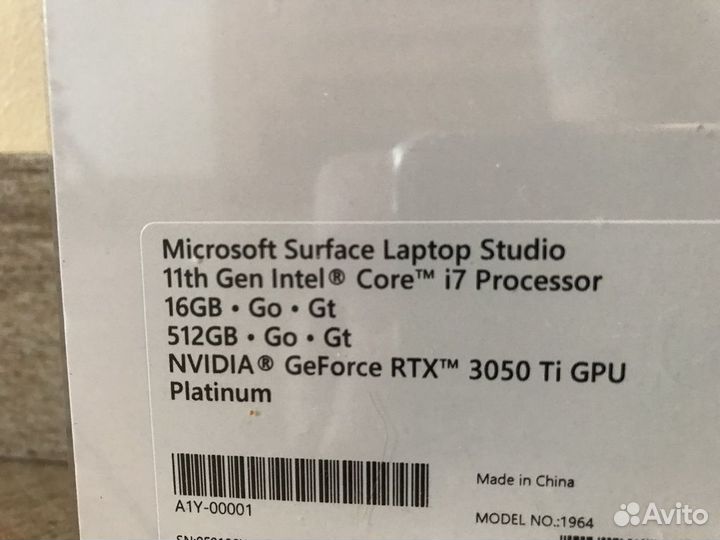 Microsoft Surface Laptop Studio
11th Gen Intel® Core™ i7 Processor
16GB • Go • Gt
512GB • Go • Gt
NVIDIA® GeForce RTX™ 3050 Ti GPU
Platinum
A1Y-00001
Made in China
MODEL NO.:1964
Avito